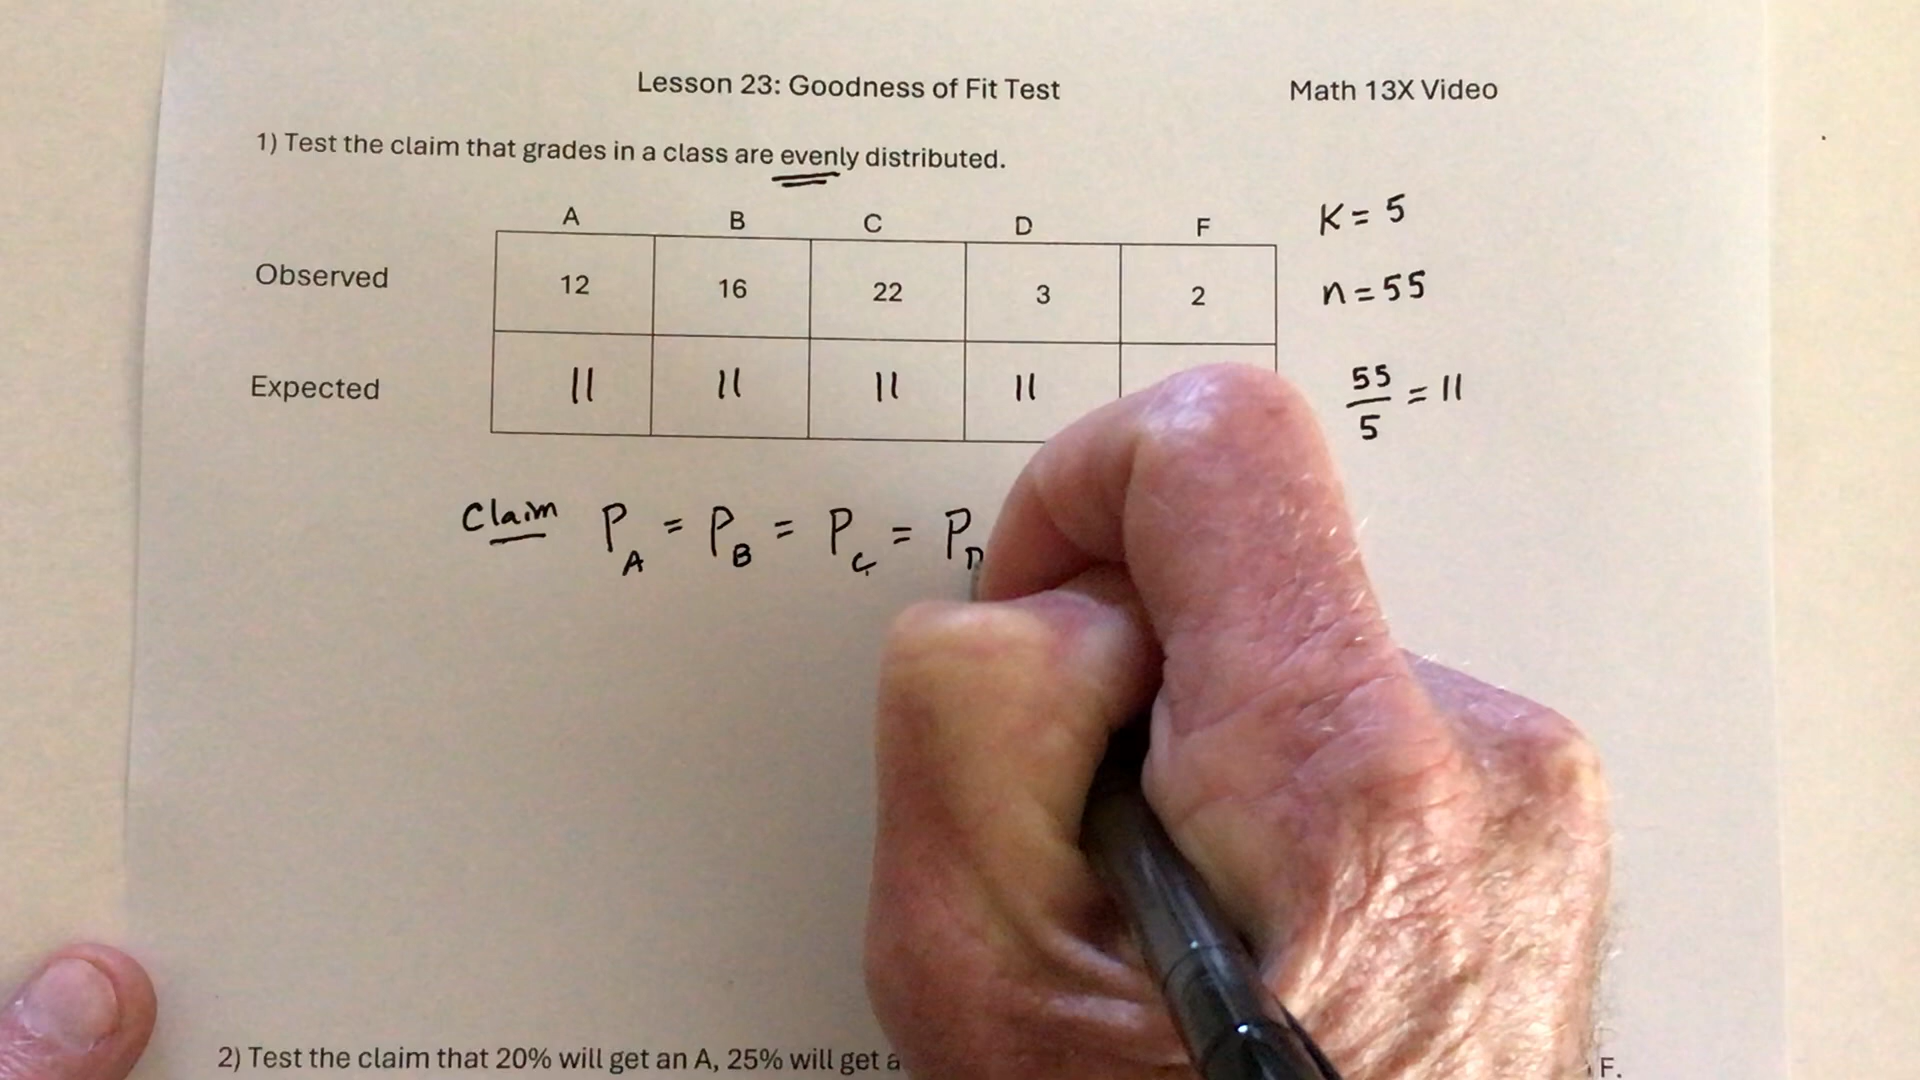 Lesson 23: Goodness of Fit Test Math 13X Video
1) Test the claim that grades in a class are evenly distributed.
A B C D F
K = 5
Observed 12 16 22 3 2
n = 55
Expected 11 11 11 11
55/5 = 11
Claim P_A = P_B = P_C = P_D
2) Test the claim that 20% will get an A, 25% will get a F.